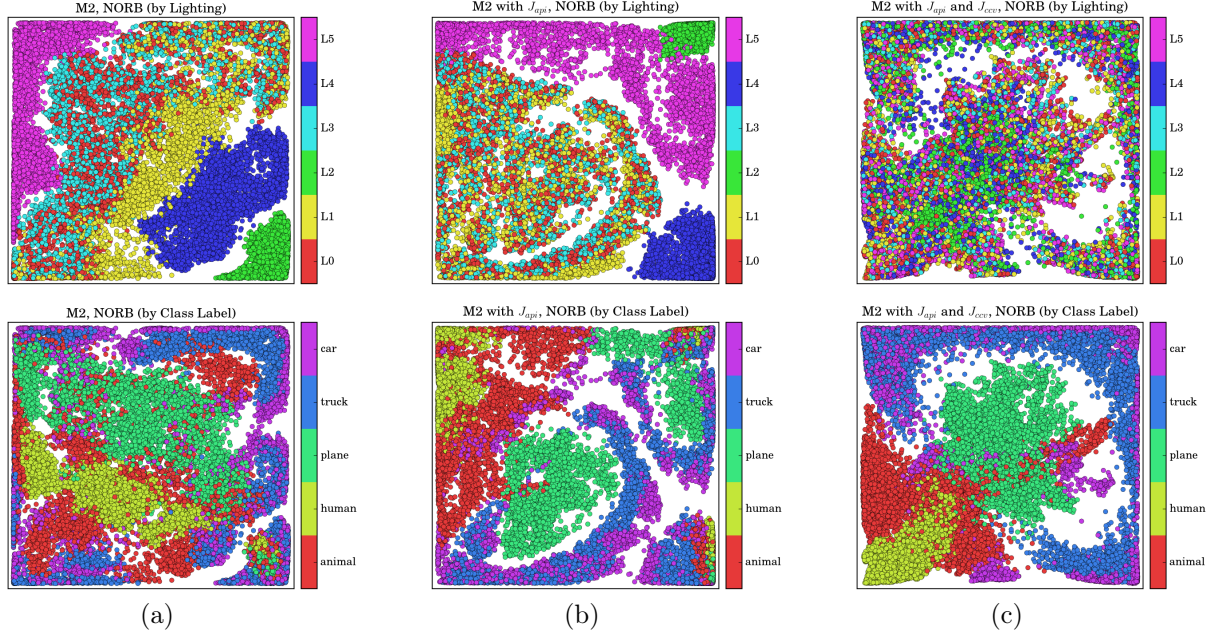 M2, NORB (by Lighting)
L5
L4
L3
L2
L1
L0
M2 with J_api, NORB (by Lighting)
L5
L4
L3
L2
L1
L0
M2 with J_api and J_ccv, NORB (by Lighting)
L5
L4
L3
L2
L1
L0
M2, NORB (by Class Label)
car
truck
plane
human
animal
M2 with J_api, NORB (by Class Label)
car
truck
plane
human
animal
M2 with J_api and J_ccv, NORB (by Class Label)
car
truck
plane
human
animal
(a)
(b)
(c)